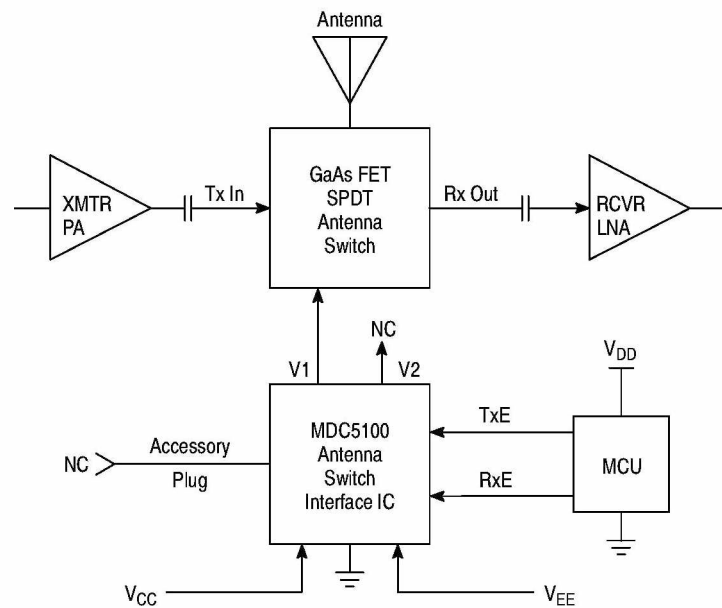 Antenna
XMTR
PA
Tx In
GaAs FET
SPDT
Antenna
Switch
Rx Out
RCVR
LNA
V1
NC
V2
VDD
NC
Accessory
Plug
MDC5100
Antenna
Switch
Interface IC
TxE
RxE
MCU
VCC
VEE